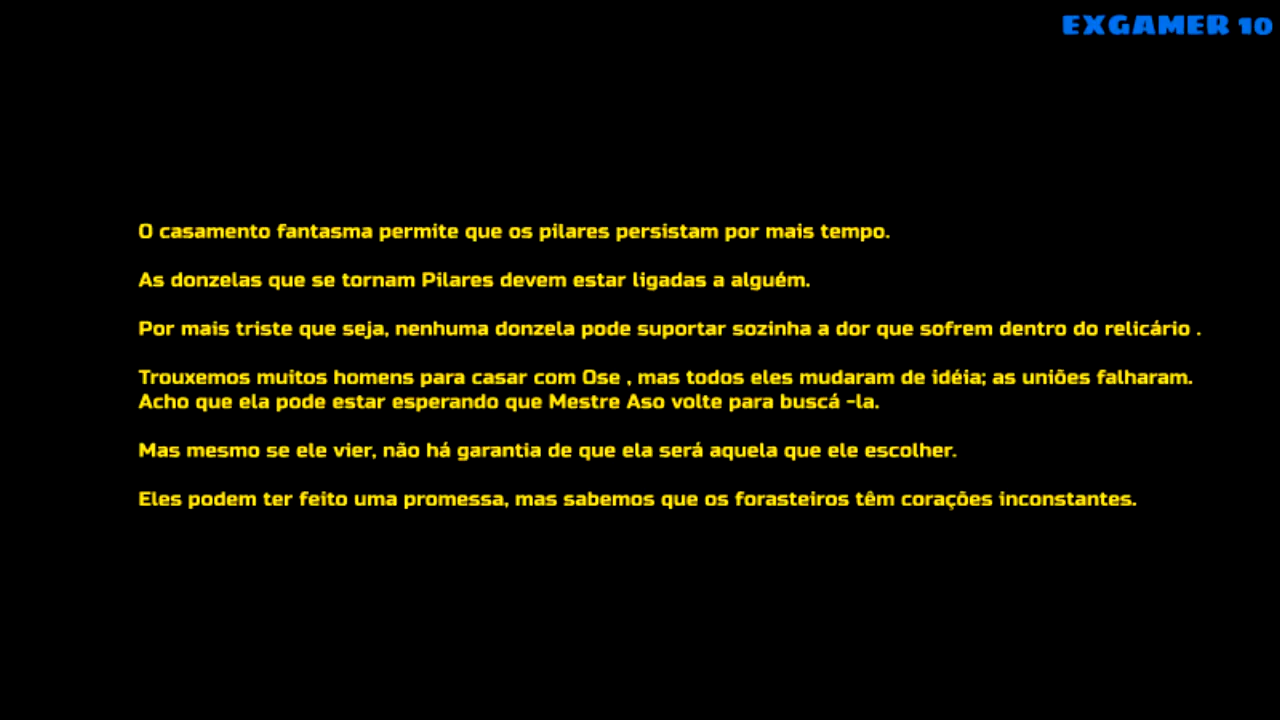 EXGAMER 10
O casamento fantasma permite que os pilares persistam por mais tempo.
As donzelas que se tornam Pilares devem estar ligadas a alguém.
Por mais triste que seja, nenhuma donzela pode suportar sozinha a dor que sofrem dentro do relicário .
Trouxemos muitos homens para casar com Ose , mas todos eles mudaram de idéia; as uniões falharam.
Acho que ela pode estar esperando que Mestre Aso volte para buscá -la.
Mas mesmo se ele vier, não há garantia de que ela será aquela que ele escolher.
Eles podem ter feito uma promessa, mas sabemos que os forasteiros têm corações inconstantes.